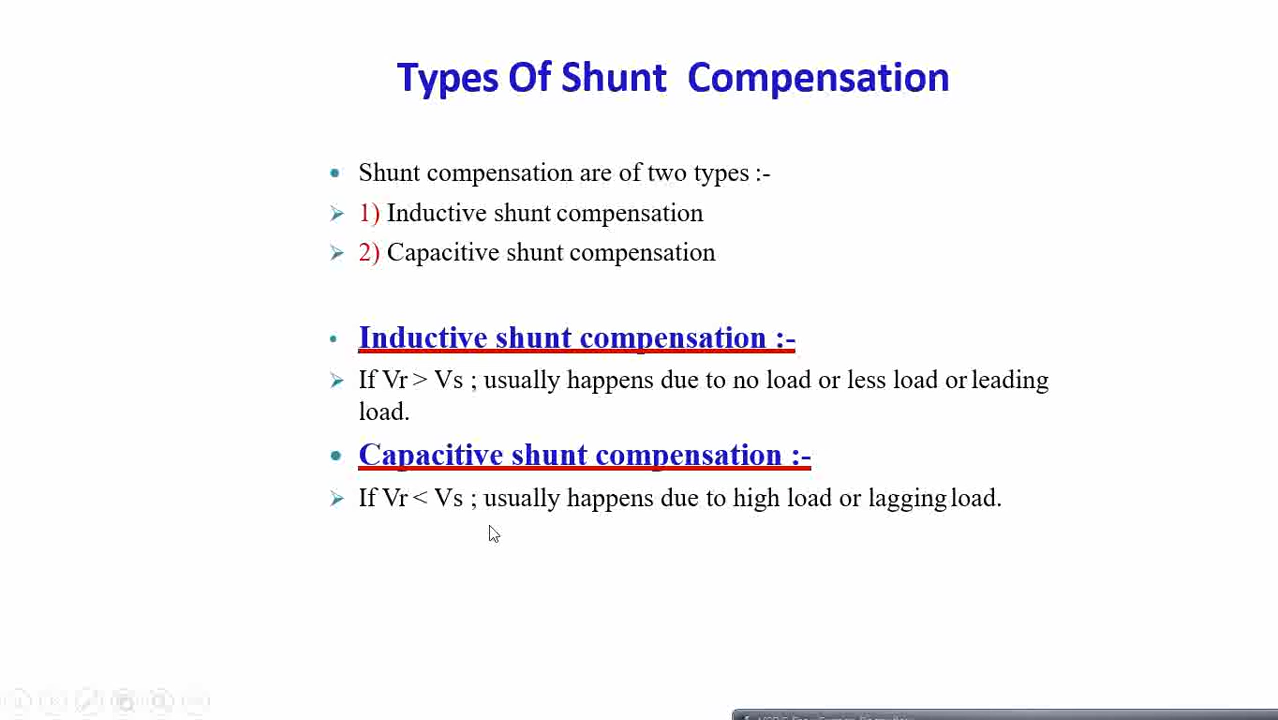 Types Of Shunt Compensation
Shunt compensation are of two types :-
1) Inductive shunt compensation
2) Capacitive shunt compensation
Inductive shunt compensation :-
If Vr > Vs ; usually happens due to no load or less load or leading
load.
Capacitive shunt compensation :-
If Vr < Vs ; usually happens due to high load or lagging load.